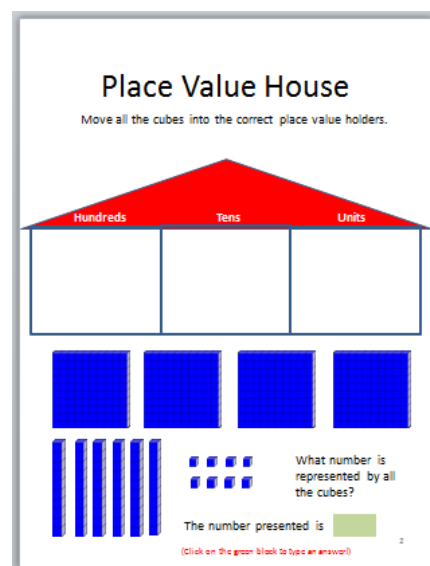 Place Value House
Move all the cubes into the correct place value holders.
Hundreds Tens Units
What number is
represented by all
the cubes?
The number presented is
2
(Click on the green block to type an answer!)